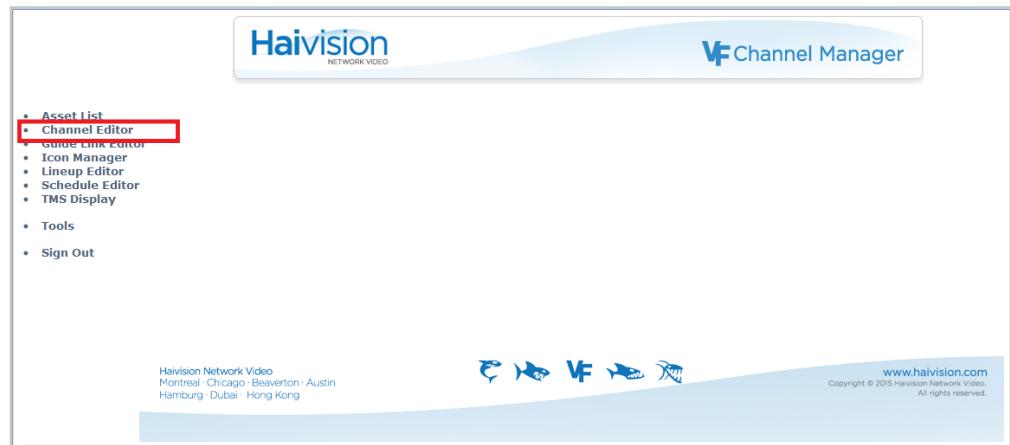 Haivision
NETWORK VIDEO
VF Channel Manager
Asset List
Channel Editor
Guide Link Editor
Icon Manager
Lineup Editor
Schedule Editor
TMS Display
Tools
Sign Out
Haivision Network Video
Montreal · Chicago · Beaverton · Austin
Hamburg · Dubai · Hong Kong
VF
www.haivision.com
Copyright © 2015 Haivision Network Video.
All rights reserved.